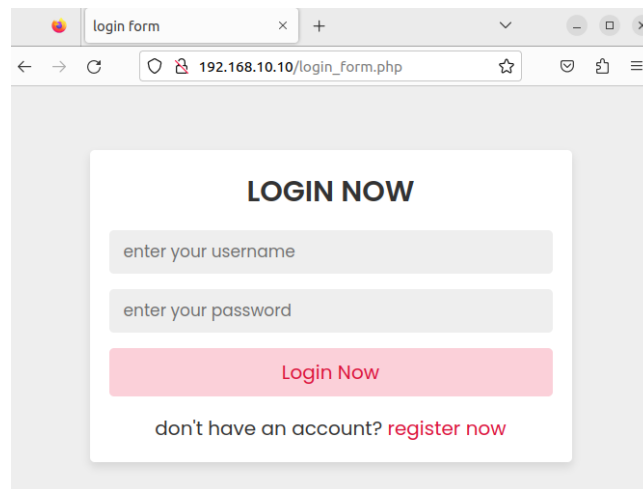 login form
192.168.10.10/login_form.php
LOGIN NOW
enter your username
enter your password
Login Now
don't have an account? register now